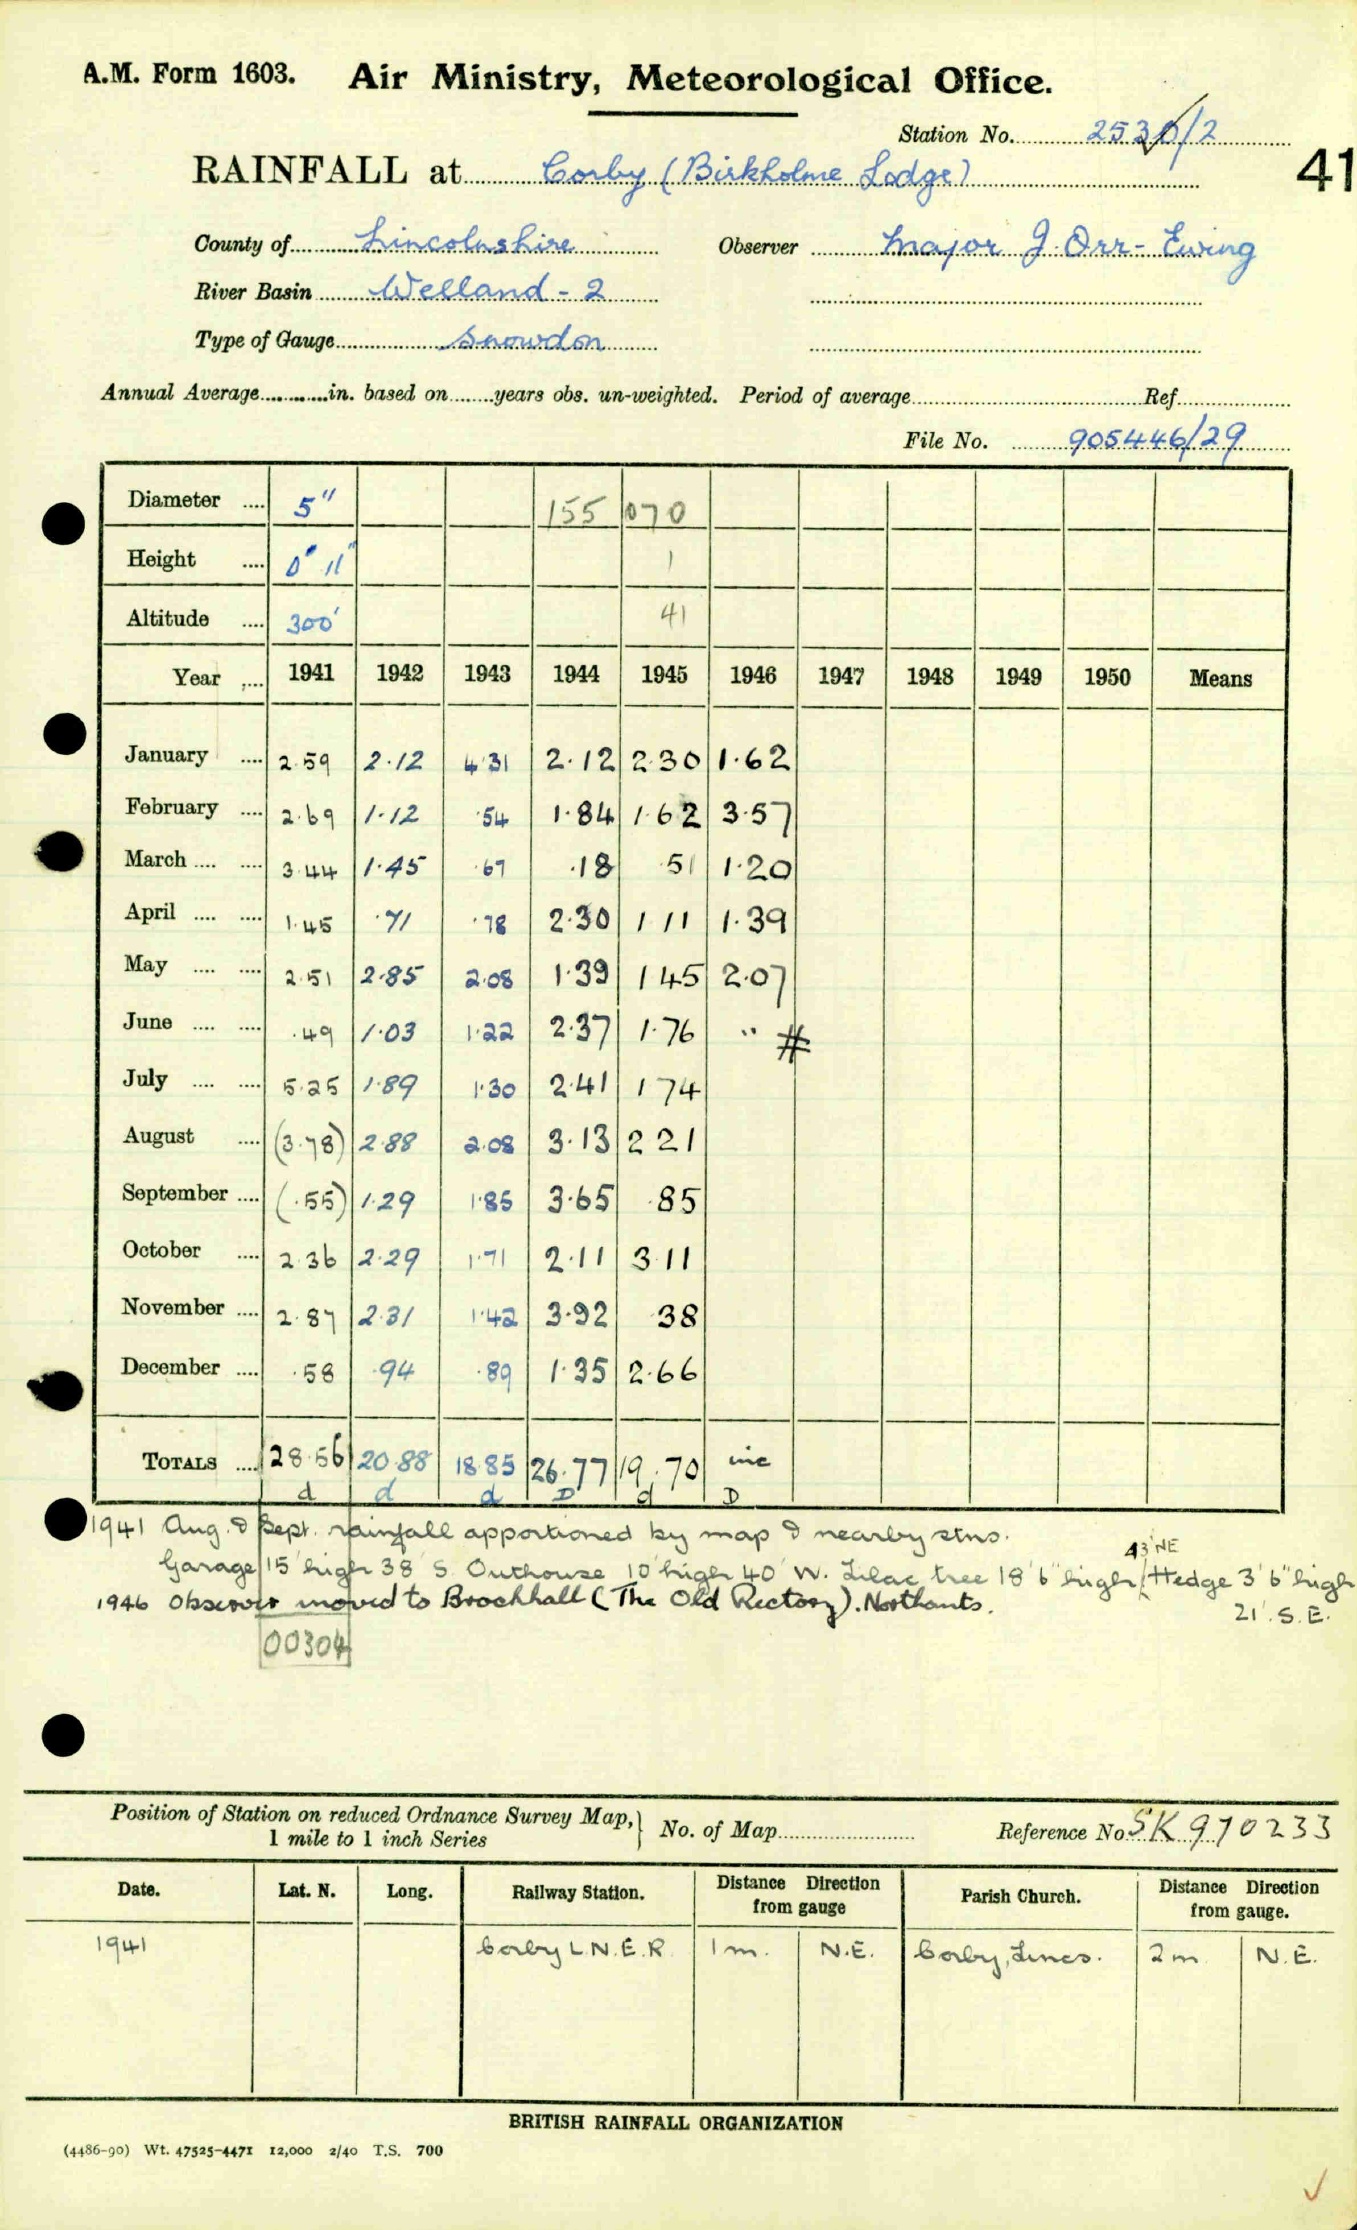 A.M. Form 1603. Air Ministry, Meteorological Office.
Station No. 2530/2
41
RAINFALL at Corby (Birkholme Lodge)
County of Lincolnshire Observer Major J. Orr-Ewing
River Basin Welland - 2
Type of Gauge Snowdon
Annual Average in. based on years obs. un-weighted. Period of average Ref.
File No. 905446/29
Diameter 5" 155 070
Height 0' 11" 1
Altitude 300' 41
Year 1941 1942 1943 1944 1945 1946 1947 1948 1949 1950 Means
January 2.59 2.12 4.31 2.12 2.30 1.62
February 2.69 1.12 .54 1.84 1.62 3.57
March 3.44 1.45 .67 .18 .51 1.20
April 1.45 .71 .78 2.30 1 11 1.39
May 2.51 2.85 2.08 1.39 1 45 2.07
June .49 1.03 1.22 2.37 1.76 " #
July 5.25 1.89 1.30 2.41 1 74
August (3.78) 2.88 2.08 3.13 2 21
September (.55) 1.29 1.85 3.65 .85
October 2.36 2.29 1.71 2.11 3 11
November 2.87 2.31 1.42 3.92 .38
December .58 .94 .89 1.35 2.66
TOTALS 28.56 20.88 18.85 26.77 19.70 inc
d d d D d D
1941 Aug. & Sept. rainfall apportioned by map & nearby stns.
Garage 15' high 38' S. Outhouse 10' high 40' W. Lilac tree 18' 6" high 43' NE Hedge 3' 6" high
21' S.E.
1946 Observer moved to Brockhall (The Old Rectory). Northants.
00304
Position of Station on reduced Ordnance Survey Map, 1 mile to 1 inch Series } No. of Map Reference No. SK 970233
Date. Lat. N. Long. Railway Station. Distance Direction from gauge Parish Church. Distance Direction from gauge.
1941 Corby L.N.E.R. 1 m. N.E. Corby, Lincs. 2 m N.E.
BRITISH RAINFALL ORGANIZATION
(4486-90) Wt. 47525-4471 12,000 2/40 T.S. 700